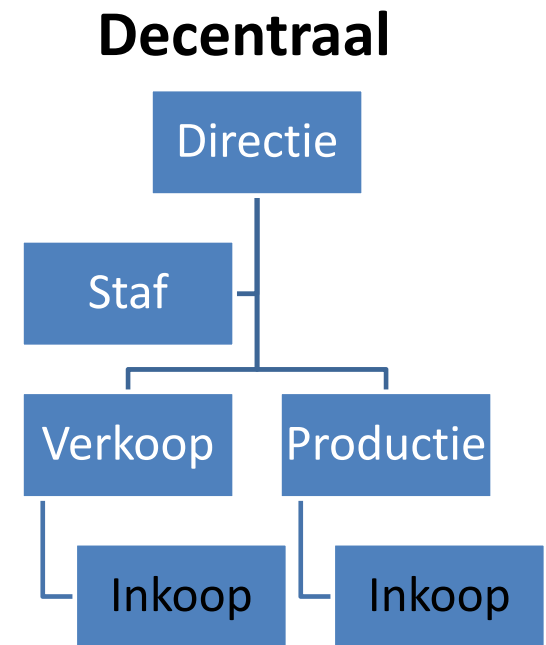 Decentraal
Directie
Staf
Verkoop
Productie
Inkoop
Inkoop